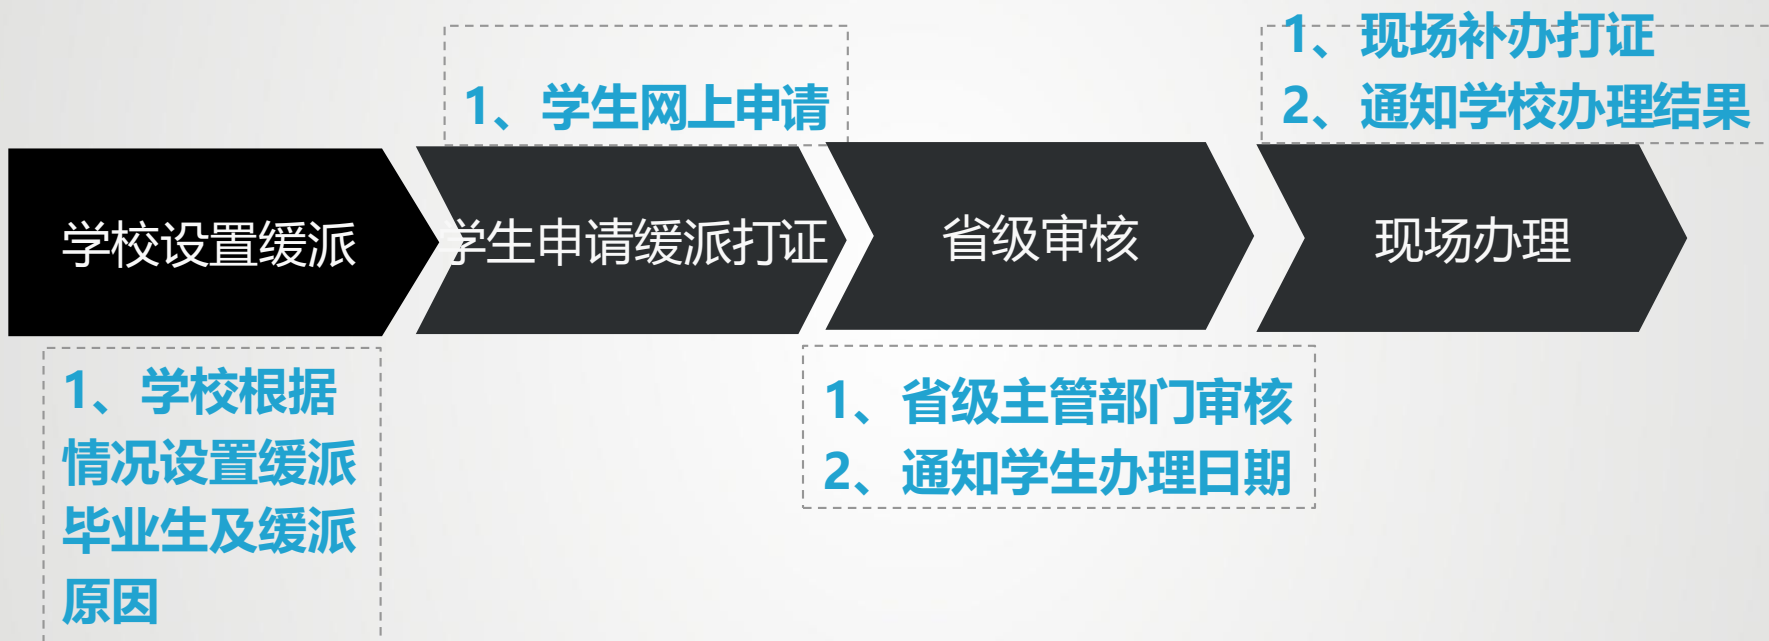 1、现场补办打证
2、通知学校办理结果
1、学生网上申请
学校设置缓派
学生申请缓派打证
省级审核
现场办理
1、学校根据
情况设置缓派
毕业生及缓派
原因
1、省级主管部门审核
2、通知学生办理日期